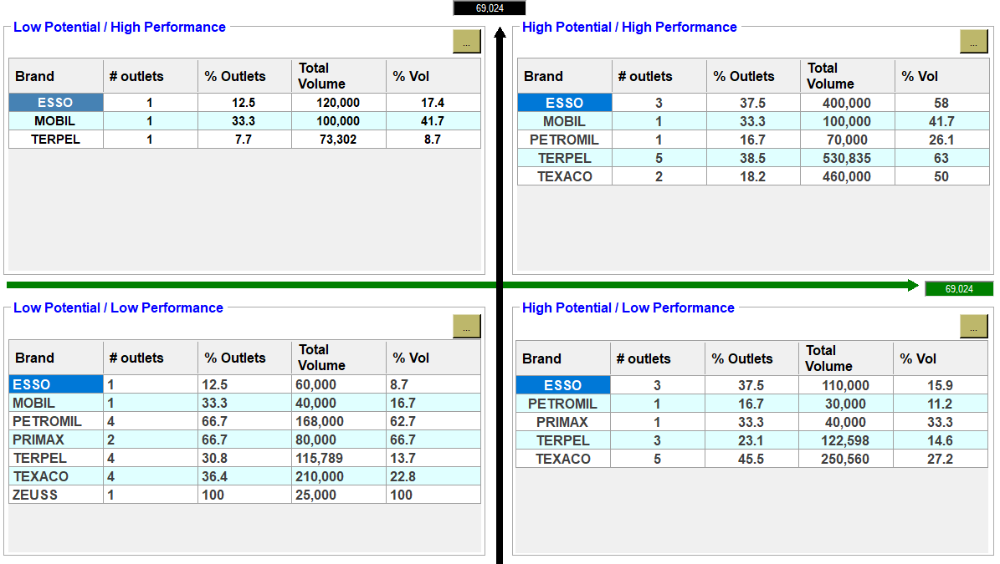 69,024
Low Potential / High Performance
...
Brand # outlets % Outlets Total Volume % Vol
ESSO 1 12.5 120,000 17.4
MOBIL 1 33.3 100,000 41.7
TERPEL 1 7.7 73,302 8.7
High Potential / High Performance
...
Brand # outlets % Outlets Total Volume % Vol
ESSO 3 37.5 400,000 58
MOBIL 1 33.3 100,000 41.7
PETROMIL 1 16.7 70,000 26.1
TERPEL 5 38.5 530,835 63
TEXACO 2 18.2 460,000 50
69,024
Low Potential / Low Performance
...
Brand # outlets % Outlets Total Volume % Vol
ESSO 1 12.5 60,000 8.7
MOBIL 1 33.3 40,000 16.7
PETROMIL 4 66.7 168,000 62.7
PRIMAX 2 66.7 80,000 66.7
TERPEL 4 30.8 115,789 13.7
TEXACO 4 36.4 210,000 22.8
ZEUSS 1 100 25,000 100
High Potential / Low Performance
...
Brand # outlets % Outlets Total Volume % Vol
ESSO 3 37.5 110,000 15.9
PETROMIL 1 16.7 30,000 11.2
PRIMAX 1 33.3 40,000 33.3
TERPEL 3 23.1 122,598 14.6
TEXACO 5 45.5 250,560 27.2